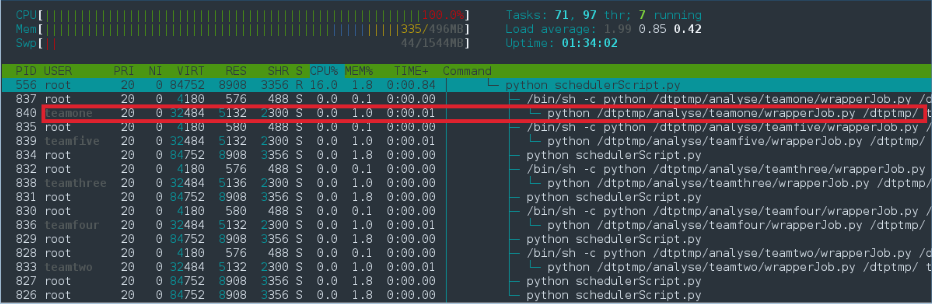 CPU[||||||||||||||||||||||||||||||||||||||||||||||||100.0%] Tasks: 71, 97 thr; 7 running
Mem[||||||||||||||||||||||||||||||||||||||||||||||335/496MB] Load average: 1.99 0.85 0.42
Swp[| 44/1544MB] Uptime: 01:34:02
PID USER PRI NI VIRT RES SHR S CPU% MEM% TIME+ Command
556 root 20 0 84752 8908 3356 R 16.0 1.8 0:00.84 │ └─ python schedulerScript.py
837 root 20 0 4180 576 488 S 0.0 0.1 0:00.00 │ ├─ /bin/sh -c python /dtptmp/analyse/teamone/wrapperJob.py /d
840 teamone 20 0 32484 5132 2300 S 0.0 1.0 0:00.01 │ │ └─ python /dtptmp/analyse/teamone/wrapperJob.py /dtptmp/ t
835 root 20 0 4180 580 488 S 0.0 0.1 0:00.00 │ ├─ /bin/sh -c python /dtptmp/analyse/teamfive/wrapperJob.py /
839 teamfive 20 0 32484 5132 2300 S 0.0 1.0 0:00.01 │ │ └─ python /dtptmp/analyse/teamfive/wrapperJob.py /dtptmp/
834 root 20 0 84752 8908 3356 S 0.0 1.8 0:00.00 │ ├─ python schedulerScript.py
832 root 20 0 4180 576 488 S 0.0 0.1 0:00.00 │ ├─ /bin/sh -c python /dtptmp/analyse/teamthree/wrapperJob.py
838 teamthree 20 0 32484 5136 2300 S 0.0 1.0 0:00.01 │ │ └─ python /dtptmp/analyse/teamthree/wrapperJob.py /dtptmp
831 root 20 0 84752 8908 3356 S 0.0 1.8 0:00.00 │ ├─ python schedulerScript.py
830 root 20 0 4180 580 488 S 0.0 0.1 0:00.00 │ ├─ /bin/sh -c python /dtptmp/analyse/teamfour/wrapperJob.py /
836 teamfour 20 0 32484 5132 2300 S 0.0 1.0 0:00.01 │ │ └─ python /dtptmp/analyse/teamfour/wrapperJob.py /dtptmp/
829 root 20 0 84752 8908 3356 S 0.0 1.8 0:00.00 │ ├─ python schedulerScript.py
828 root 20 0 4180 576 488 S 0.0 0.1 0:00.00 │ ├─ /bin/sh -c python /dtptmp/analyse/teamtwo/wrapperJob.py /d
833 teamtwo 20 0 32484 5132 2300 S 0.0 1.0 0:00.01 │ │ └─ python /dtptmp/analyse/teamtwo/wrapperJob.py /dtptmp/ t
827 root 20 0 84752 8908 3356 S 0.0 1.8 0:00.00 │ ├─ python schedulerScript.py
826 root 20 0 84752 8908 3356 S 0.0 1.8 0:00.00 │ ├─ python schedulerScript.py